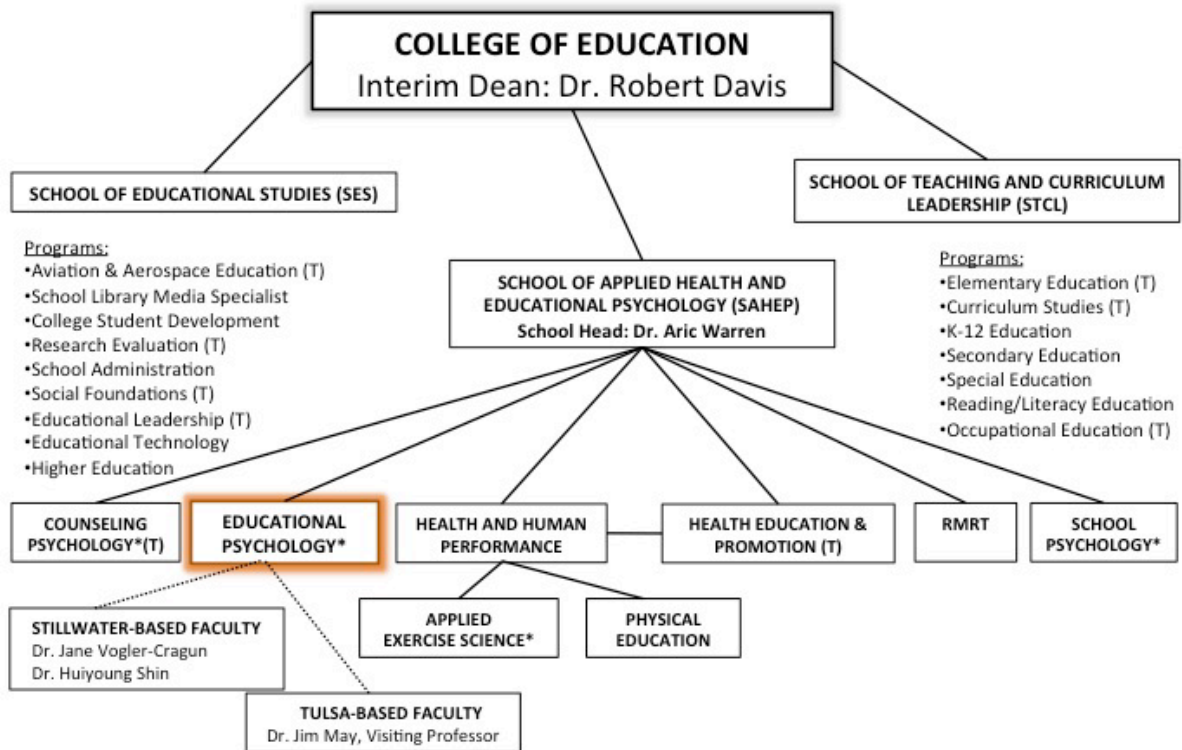 COLLEGE OF EDUCATION
Interim Dean: Dr. Robert Davis
SCHOOL OF EDUCATIONAL STUDIES (SES)
Programs:
•Aviation & Aerospace Education (T)
•School Library Media Specialist
•College Student Development
•Research Evaluation (T)
•School Administration
•Social Foundations (T)
•Educational Leadership (T)
•Educational Technology
•Higher Education
SCHOOL OF APPLIED HEALTH AND
EDUCATIONAL PSYCHOLOGY (SAHEP)
School Head: Dr. Aric Warren
SCHOOL OF TEACHING AND CURRICULUM
LEADERSHIP (STCL)
Programs:
•Elementary Education (T)
•Curriculum Studies (T)
•K-12 Education
•Secondary Education
•Special Education
•Reading/Literacy Education
•Occupational Education (T)
COUNSELING
PSYCHOLOGY*(T)
EDUCATIONAL
PSYCHOLOGY*
HEALTH AND HUMAN
PERFORMANCE
HEALTH EDUCATION &
PROMOTION (T)
RMRT
SCHOOL
PSYCHOLOGY*
STILLWATER-BASED FACULTY
Dr. Jane Vogler-Cragun
Dr. Huiyoung Shin
APPLIED
EXERCISE SCIENCE*
PHYSICAL
EDUCATION
TULSA-BASED FACULTY
Dr. Jim May, Visiting Professor